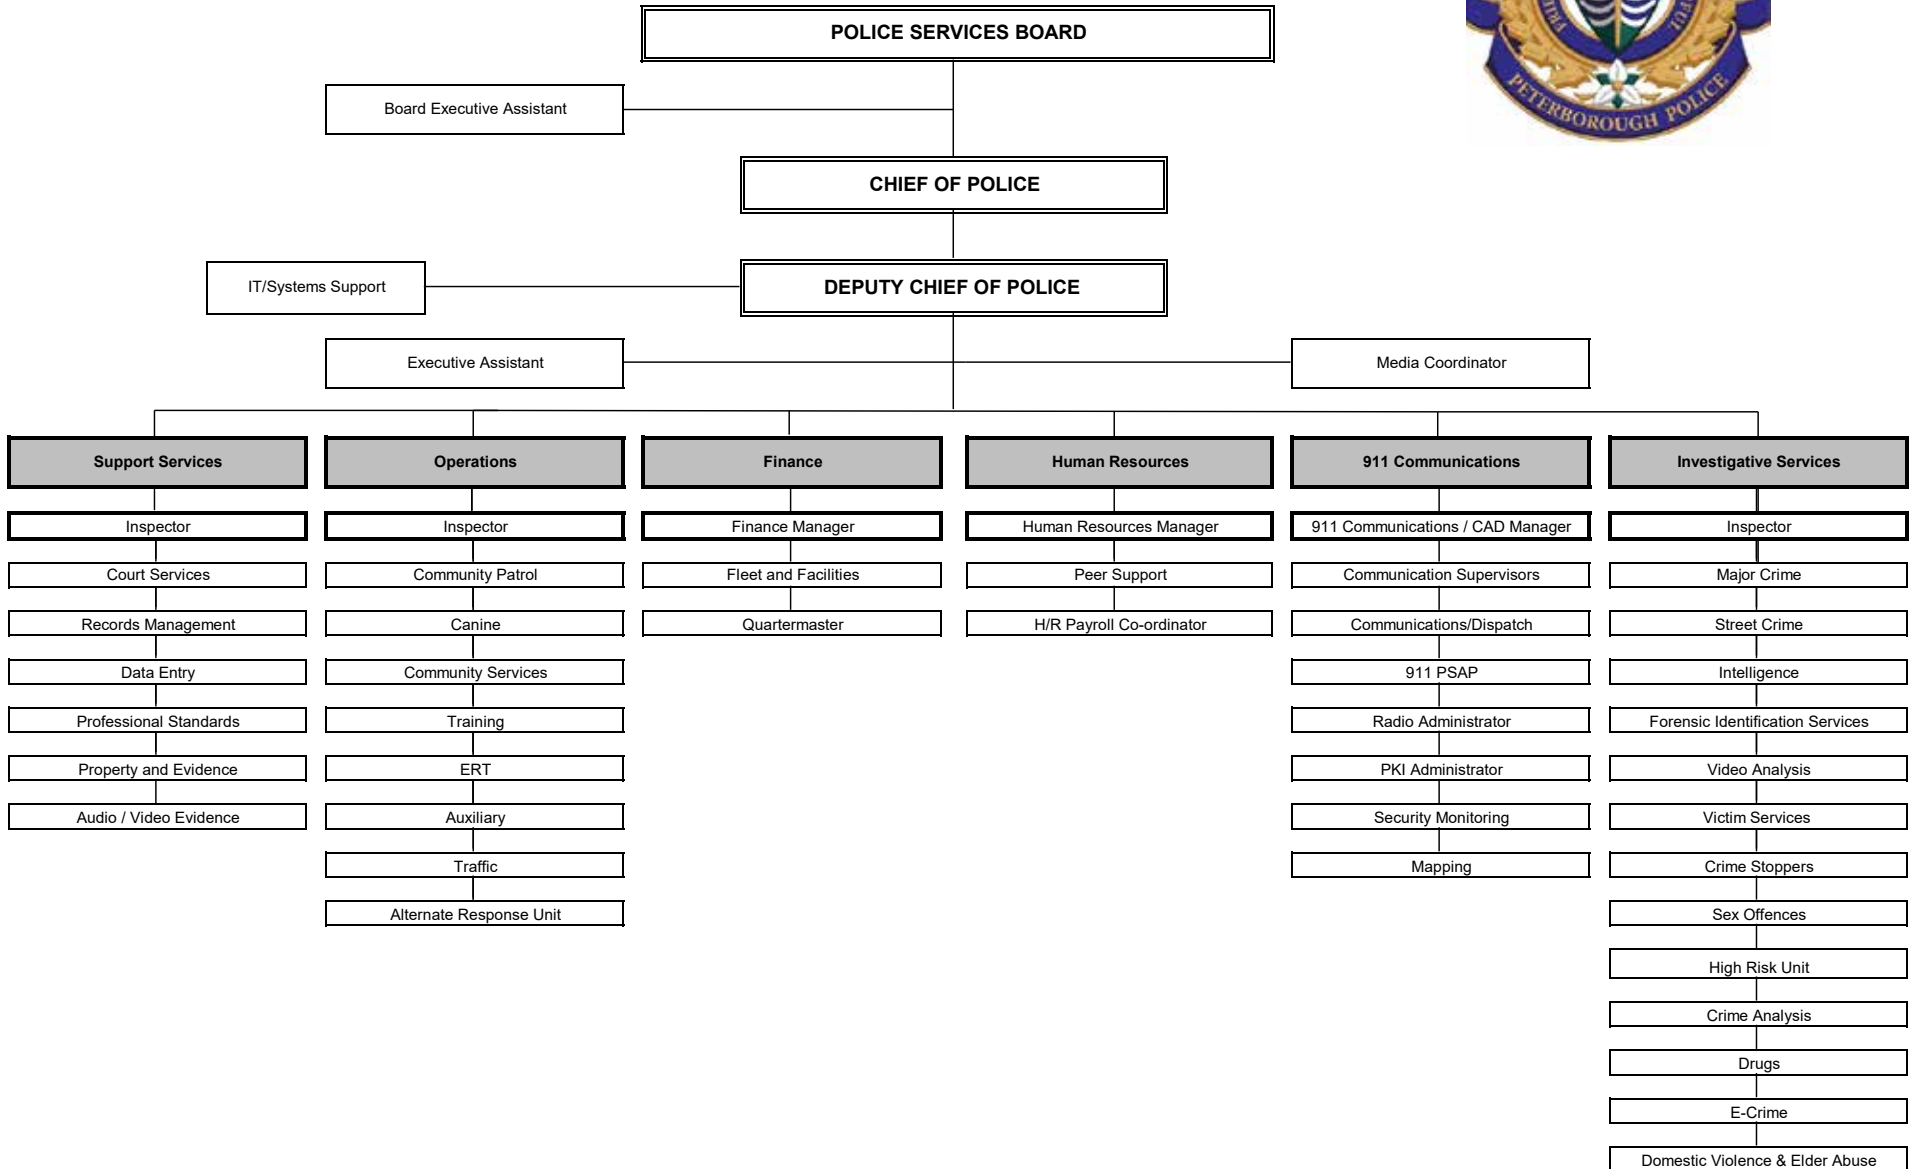 POLICE SERVICES BOARD
PETERBOROUGH POLICE
Board Executive Assistant
CHIEF OF POLICE
IT/Systems Support
DEPUTY CHIEF OF POLICE
Executive Assistant
Media Coordinator
Support Services
Inspector
Court Services
Records Management
Data Entry
Professional Standards
Property and Evidence
Audio / Video Evidence
Operations
Inspector
Community Patrol
Canine
Community Services
Training
ERT
Auxiliary
Traffic
Alternate Response Unit
Finance
Finance Manager
Fleet and Facilities
Quartermaster
Human Resources
Human Resources Manager
Peer Support
H/R Payroll Co-ordinator
911 Communications
911 Communications / CAD Manager
Communication Supervisors
Communications/Dispatch
911 PSAP
Radio Administrator
PKI Administrator
Security Monitoring
Mapping
Investigative Services
Inspector
Major Crime
Street Crime
Intelligence
Forensic Identification Services
Video Analysis
Victim Services
Crime Stoppers
Sex Offences
High Risk Unit
Crime Analysis
Drugs
E-Crime
Domestic Violence & Elder Abuse